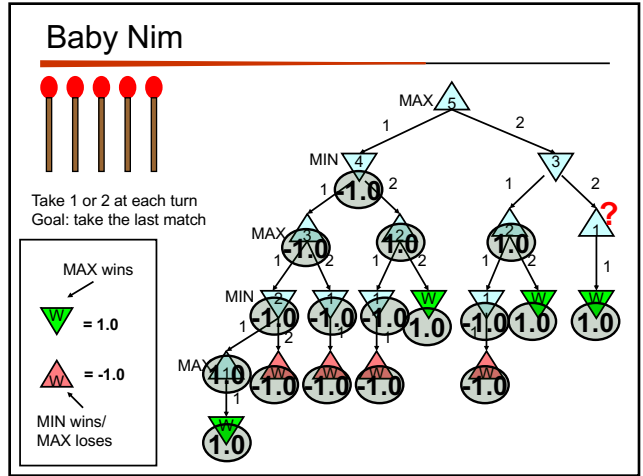 Baby Nim
MAX 5
1 2
MIN 4 3
-1.0
1 2 1 2
Take 1 or 2 at each turn
Goal: take the last match
MAX 3 2 2 1 ?
-1.0 1.0 1.0
1 2 1 2 1 2 1
MAX wins
MIN 2 1 1 W 1 W W
-1.0 -1.0 -1.0 1.0 -1.0 1.0 1.0
W = 1.0
1 2 1 1 1
MAX 1 W W W W
1.0 -1.0 -1.0 -1.0 -1.0
W = -1.0
1
MIN wins/
MAX loses
W
1.0